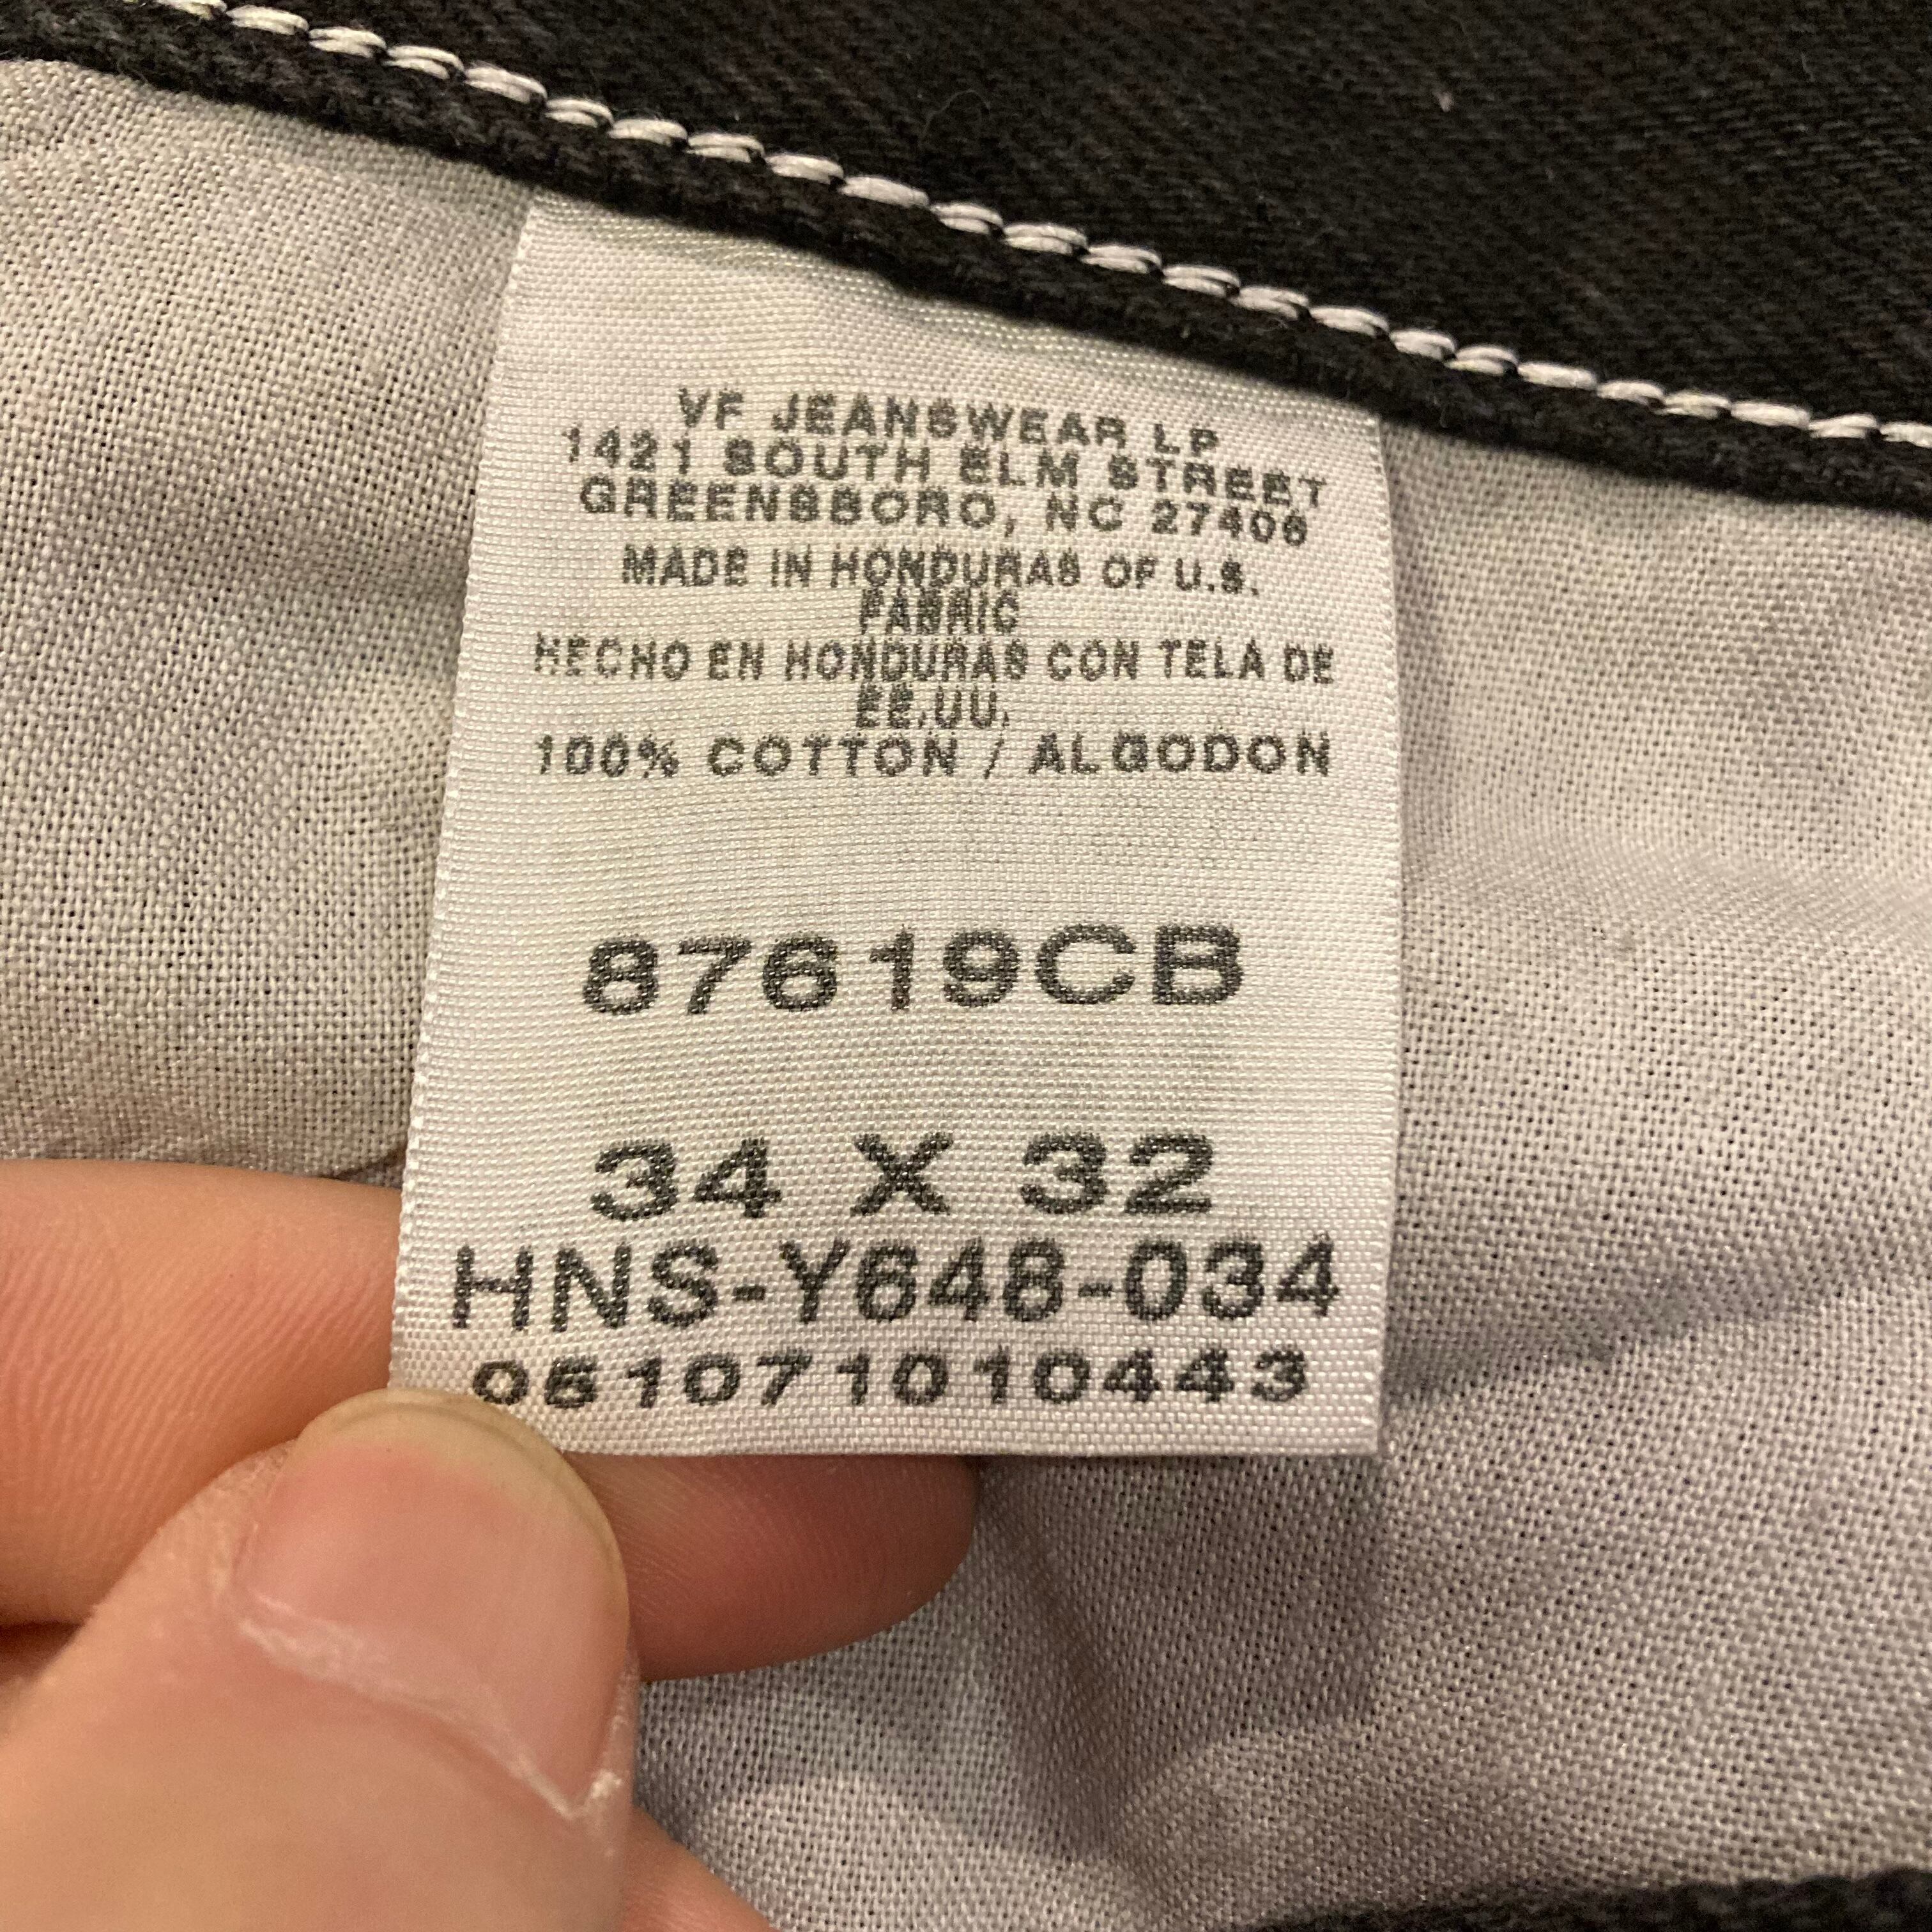 VF JEANSWEAR LP
1421 SOUTH ELM STREET
GREENSBORO, NC 27406
MADE IN HONDURAS OF U.S.
FABRIC
HECHO EN HONDURAS CON TELA DE
EE.UU.
100% COTTON / ALGODON
87619CB
34 X 32
HNS-Y648-034
051071010443